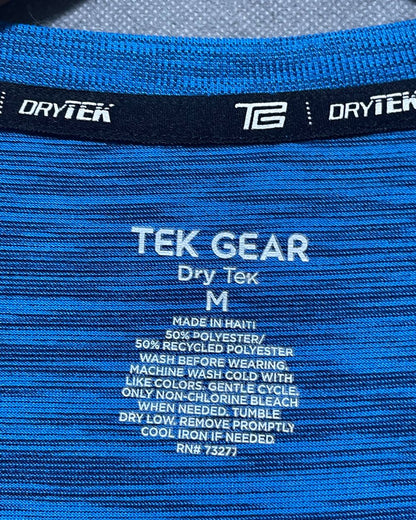 DRYTEK TG DRYTEK
TEK GEAR
Dry Tek
M
MADE IN HAITI
50% POLYESTER/
50% RECYCLED POLYESTER
WASH BEFORE WEARING.
MACHINE WASH COLD WITH
LIKE COLORS. GENTLE CYCLE.
ONLY NON-CHLORINE BLEACH
WHEN NEEDED. TUMBLE
DRY LOW. REMOVE PROMPTLY
COOL IRON IF NEEDED.
RN# 73277